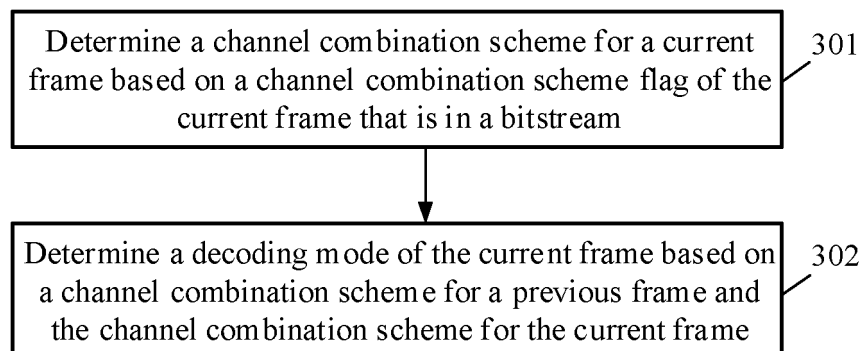 Determine a channel combination scheme for a current
frame based on a channel combination scheme flag of the
current frame that is in a bitstream
301
Determine a decoding mode of the current frame based on
a channel combination scheme for a previous frame and
the channel combination scheme for the current frame
302